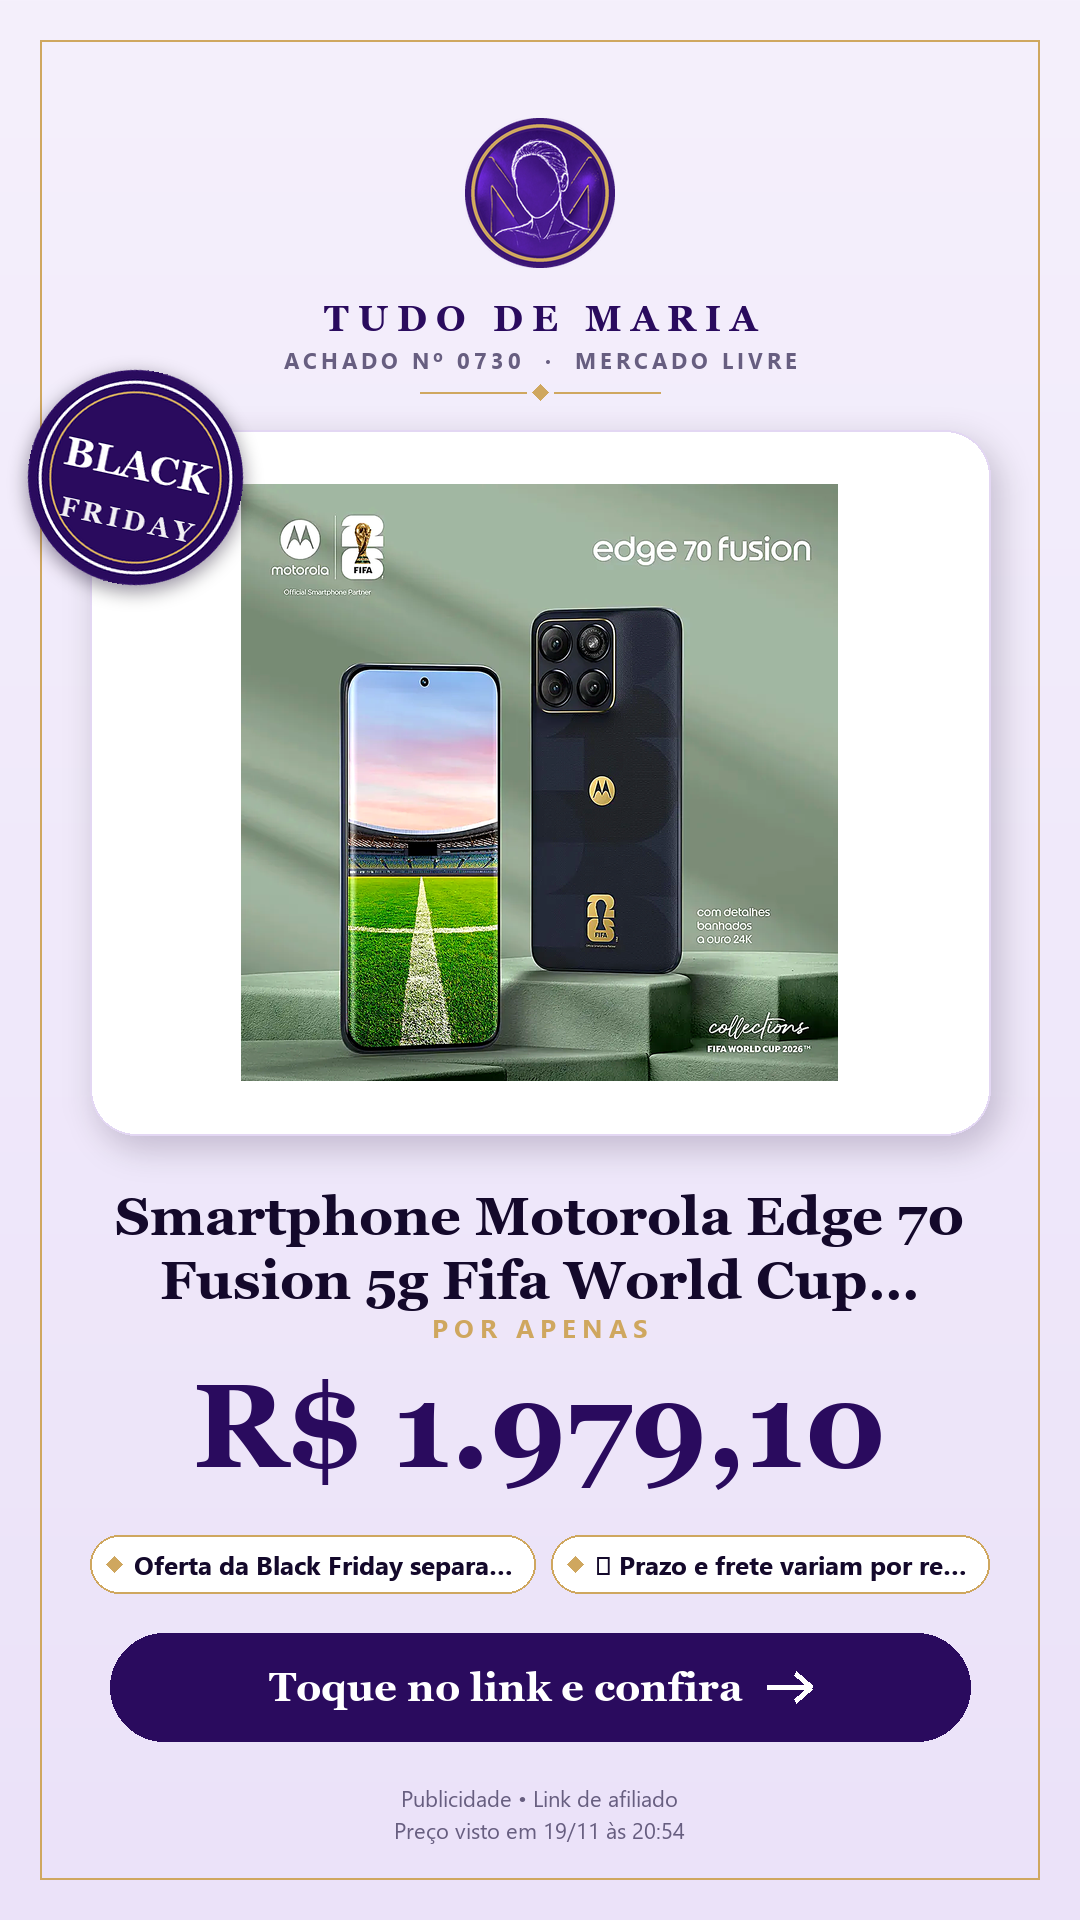 TUDO DE MARIA
ACHADO Nº 0730 · MERCADO LIVRE
BLACK
FRIDAY
motorola
FIFA
Official Smartphone Partner
edge 70 fusion
FIFA
com detalhes
banhados
a ouro 24K
collections
FIFA WORLD CUP 2026™
Smartphone Motorola Edge 70
Fusion 5g Fifa World Cup...
POR APENAS
R$ 1.979,10
Oferta da Black Friday separa...
Prazo e frete variam por re...
Toque no link e confira →
Publicidade • Link de afiliado
Preço visto em 19/11 às 20:54